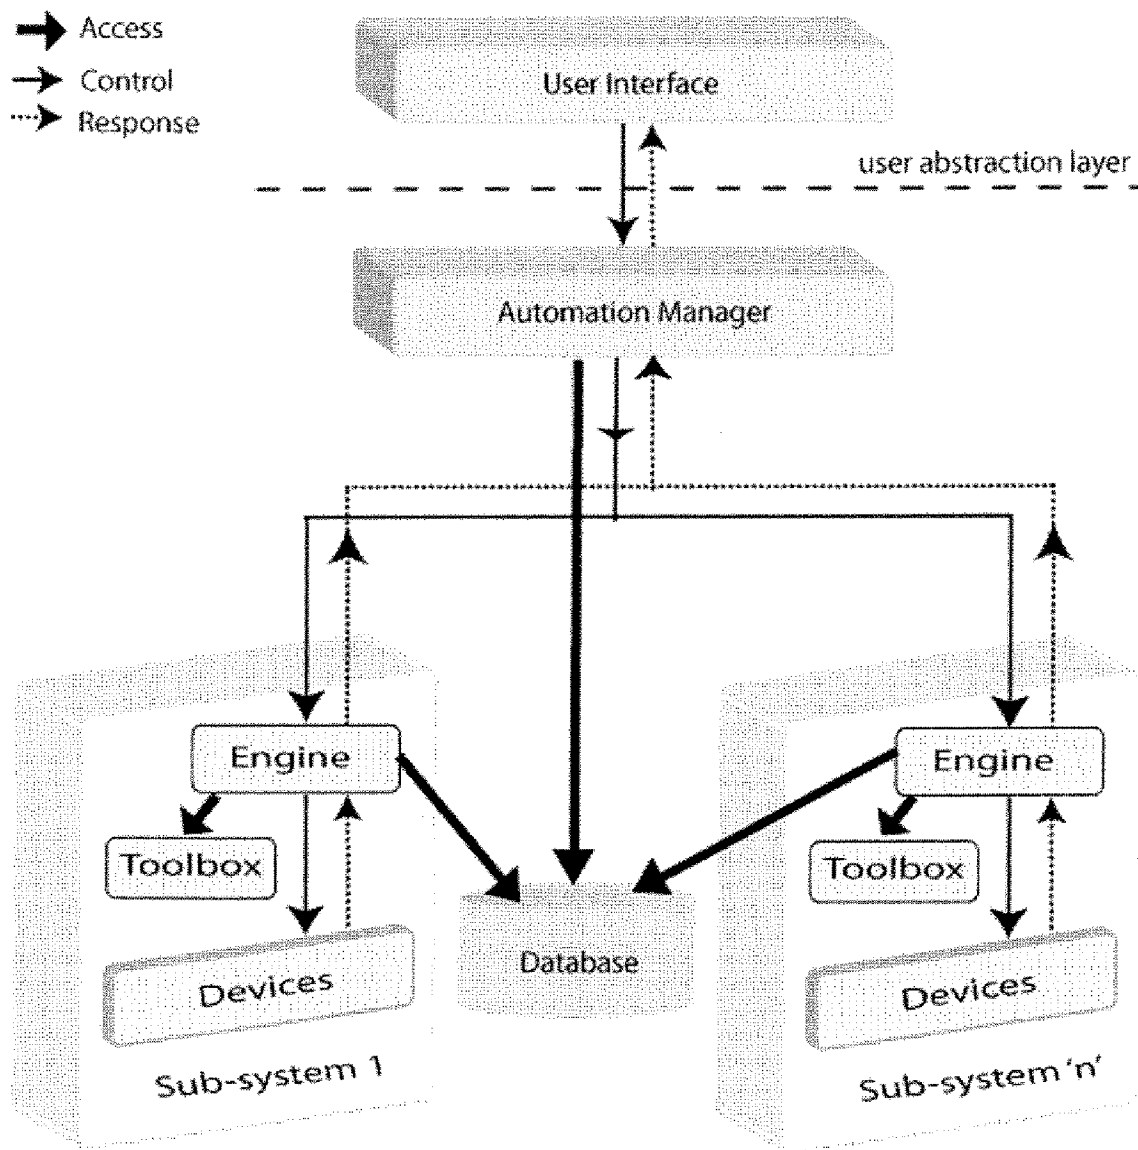 Access
Control
Response
User Interface
user abstraction layer
Automation Manager
Engine
Toolbox
Devices
Sub-system 1
Database
Engine
Toolbox
Devices
Sub-system 'n'